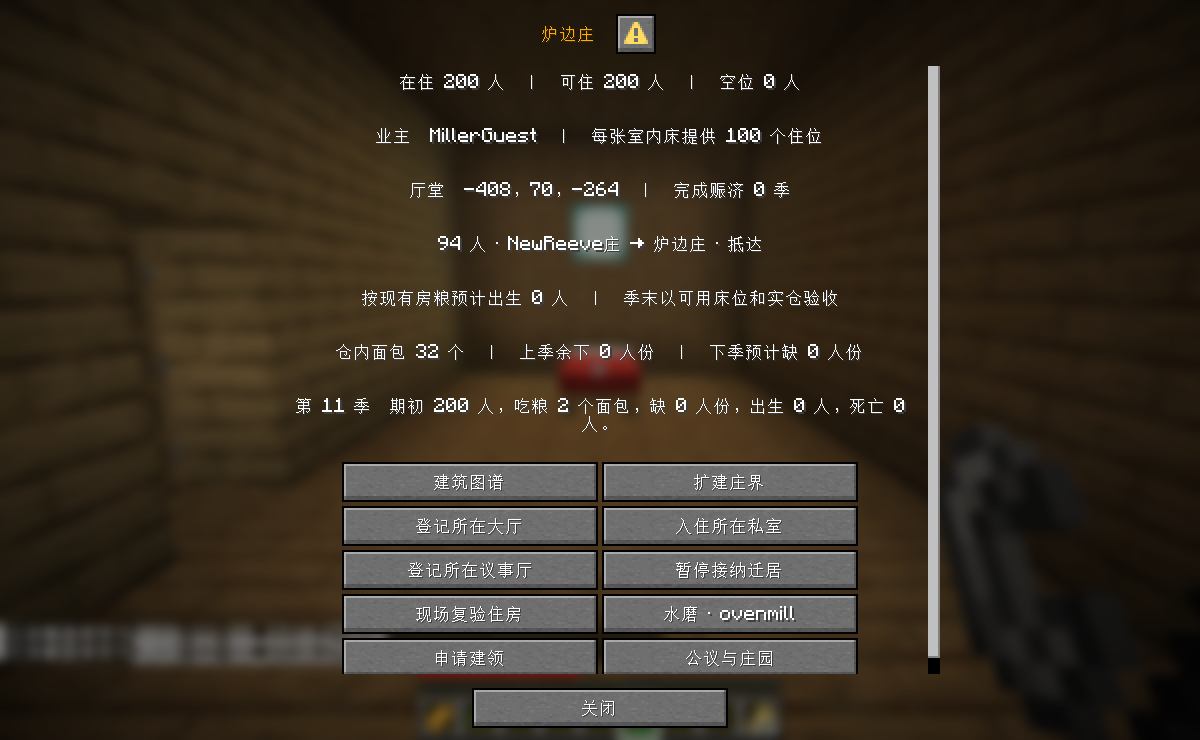 炉边庄
在住 200 人 | 可住 200 人 | 空位 0 人
业主 MillerGuest | 每张室内床提供 100 个住位
厅堂 -408, 70, -264 | 完成赈济 0 季
94 人 · NewReeve庄 → 炉边庄 · 抵达
按现有房粮预计出生 0 人 | 季末以可用床位和实仓验收
仓内面包 32 个 | 上季余下 0 人份 | 下季预计缺 0 人份
第 11 季 期初 200 人, 吃粮 2 个面包, 缺 0 人份, 出生 0 人, 死亡 0
人。
建筑图谱 扩建庄界
登记所在大厅 入住所在私室
登记所在议事厅 暂停接纳迁居
现场复验住房 水磨 · ovenmill
申请建领 公议与庄园
关闭